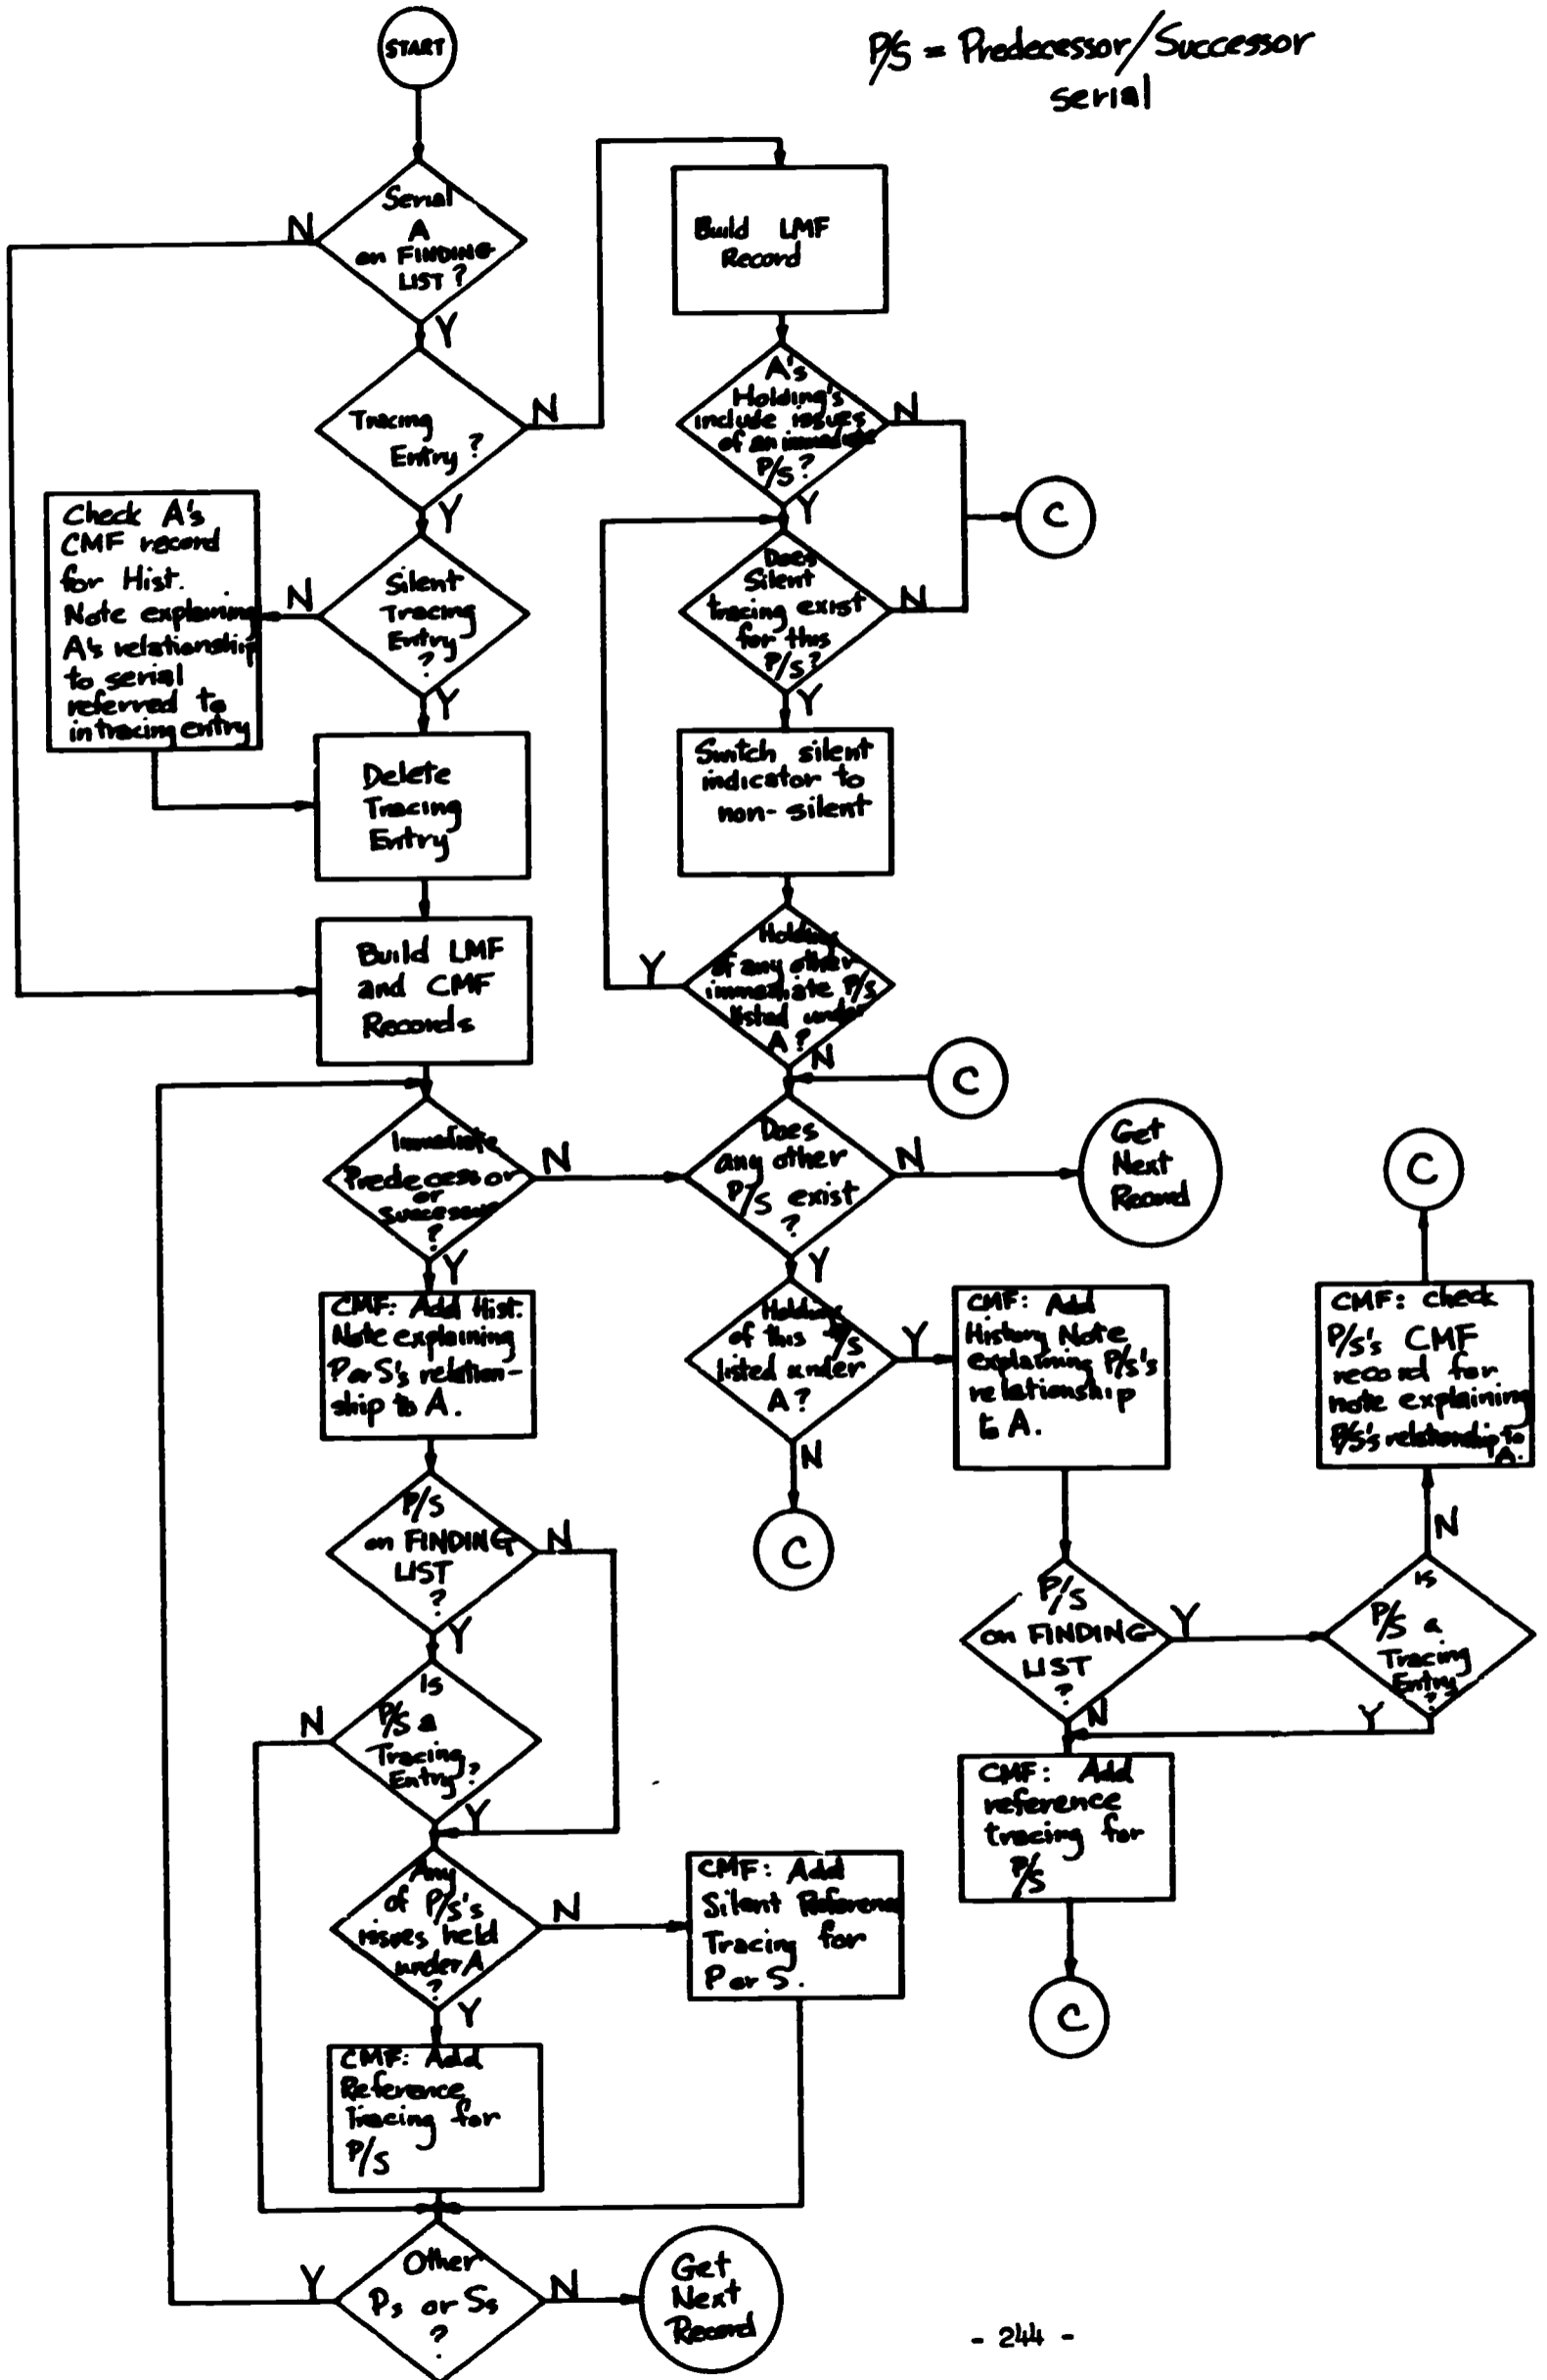 START
P/S = Predecessor/Successor
serial
Serial
A
on FINDING
LIST?
N
Y
Tracing
Entry?
N
Y
Silent
Tracing
Entry
?
N
Y
Check A's
CMF record
for Hist.
Note explaining
A's relationship
to serial
referred to
in tracing entry
Delete
Tracing
Entry
Build LMF
and CMF
Records
Immediate
Predecessor
or
Successor
?
N
Y
CMF: Add Hist.
Note explaining
P or S's relation-
ship to A.
P/S
on FINDING
LIST
?
N
Y
Is
P/S a
Tracing
Entry?
N
Y
Any
of P/S's
issues held
under A
?
N
Y
CMF: Add
Silent Reference
Tracing for
P or S.
CMF: Add
Reference
Tracing for
P/S
Other
Ps or Ss
?
Y
N
Get
Next
Record
Build LMF
Record
A's
Holding's
include issues
of an immediate
P/S?
N
Y
C
Does
Silent
tracing exist
for this
P/S?
N
Y
Switch silent
indicator to
non-silent
Holdings
of any other
immediate P/S
listed under
A?
Y
N
C
Does
any other
P/S exist
?
N
Y
Get
Next
Record
Holdings
of this P/S
listed under
A?
Y
N
C
CMF: Add
History Note
explaining P/S's
relationship
to A.
P/S
on FINDING
LIST
?
Y
N
Is
P/S a
Tracing
Entry?
N
Y
CMF: check
P/S's CMF
record for
note explaining
P/S's relationship to
A.
C
CMF: Add
reference
tracing for
P/S
C
- 244 -